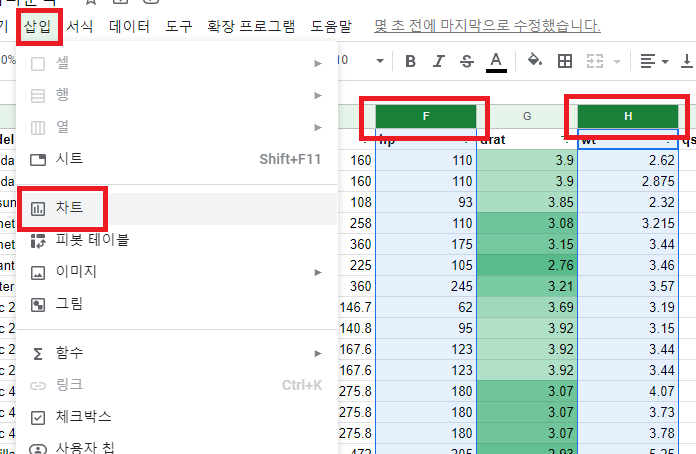 삽입 서식 데이터 도구 확장 프로그램 도움말 몇 초 전에 마지막으로 수정했습니다.
0% 10 B I S A
셀
행
열
시트 Shift+F11
차트
피봇 테이블
이미지
그림
함수
링크 Ctrl+K
체크박스
사용자 칩
F G H
del hp drat wt qs
da 160 110 3.9 2.62
da 160 110 3.9 2.875
sun 108 93 3.85 2.32
net 258 110 3.08 3.215
360 175 3.15 3.44
ant 225 105 2.76 3.46
ter 360 245 3.21 3.57
c 2 146.7 62 3.69 3.19
c 2 140.8 95 3.92 3.15
c 2 167.6 123 3.92 3.44
c 2 167.6 123 3.92 3.44
c 4 275.8 180 3.07 4.07
c 4 275.8 180 3.07 3.73
c 4 275.8 180 3.07 3.78
472 205 2.93 5.25